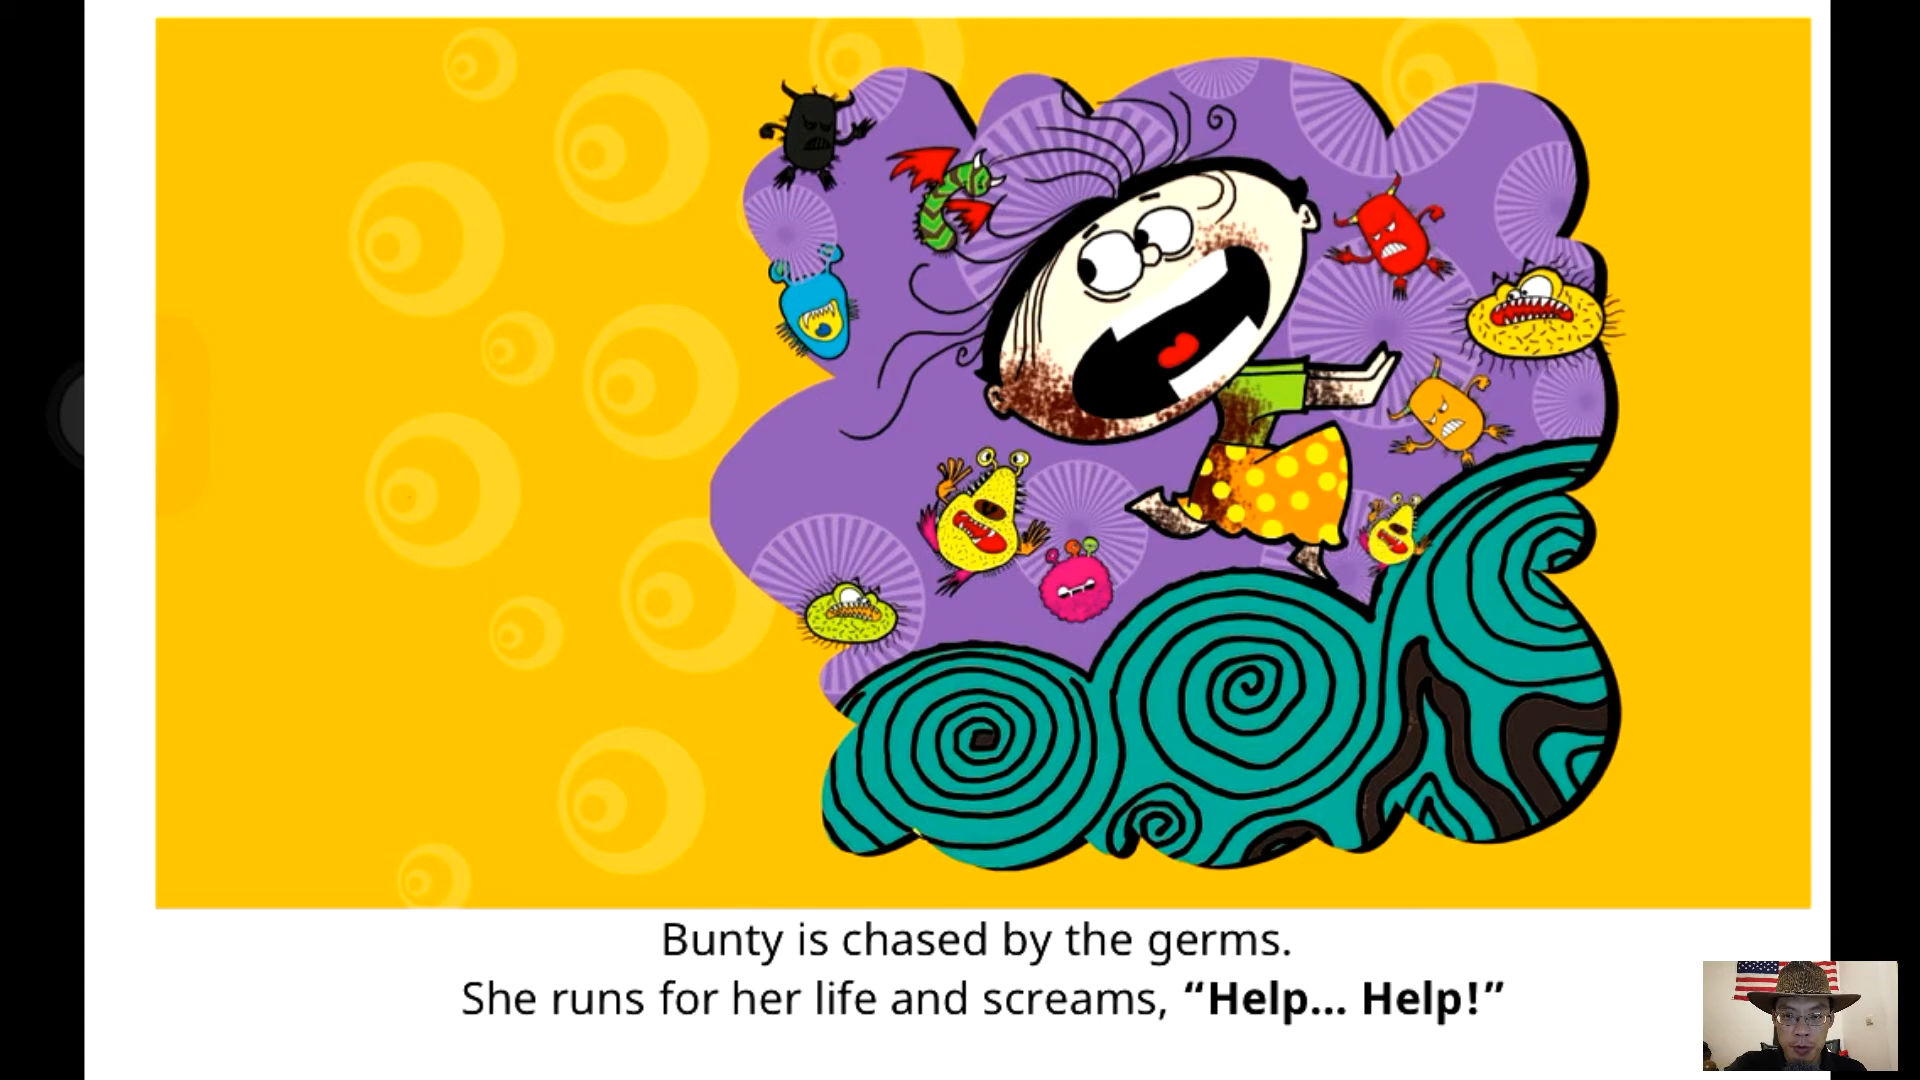 Bunty is chased by the germs.
She runs for her life and screams, “Help... Help!”